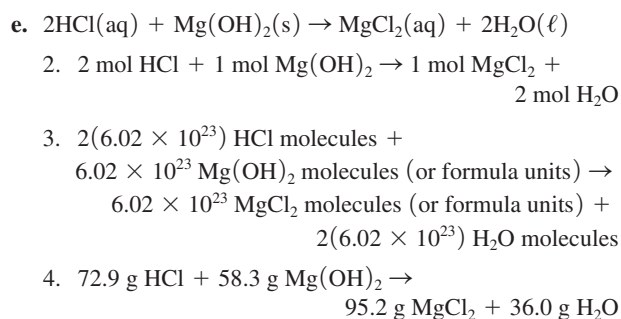 e. 2HCl(aq) + Mg(OH)₂(s) → MgCl₂(aq) + 2H₂O(ℓ)
2. 2 mol HCl + 1 mol Mg(OH)₂ → 1 mol MgCl₂ +
2 mol H₂O
3. 2(6.02 × 10²³) HCl molecules +
6.02 × 10²³ Mg(OH)₂ molecules (or formula units) →
6.02 × 10²³ MgCl₂ molecules (or formula units) +
2(6.02 × 10²³) H₂O molecules
4. 72.9 g HCl + 58.3 g Mg(OH)₂ →
95.2 g MgCl₂ + 36.0 g H₂O